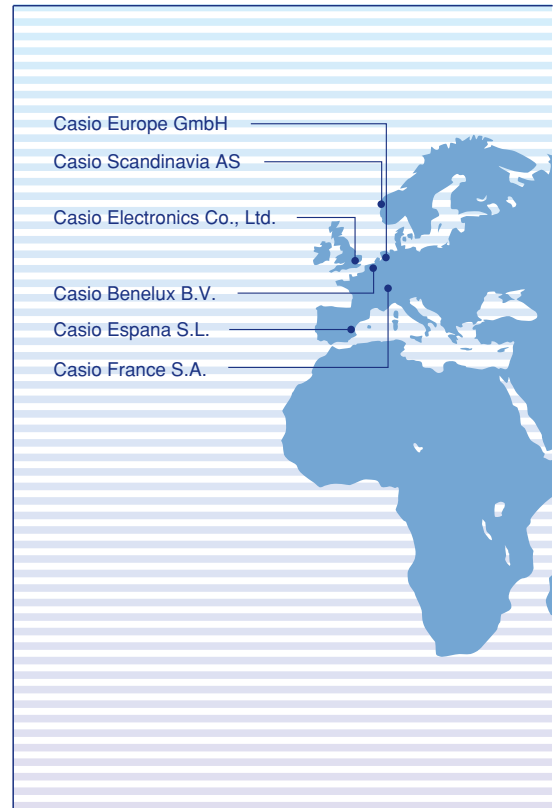 Casio Europe GmbH
Casio Scandinavia AS
Casio Electronics Co., Ltd.
Casio Benelux B.V.
Casio Espana S.L.
Casio France S.A.